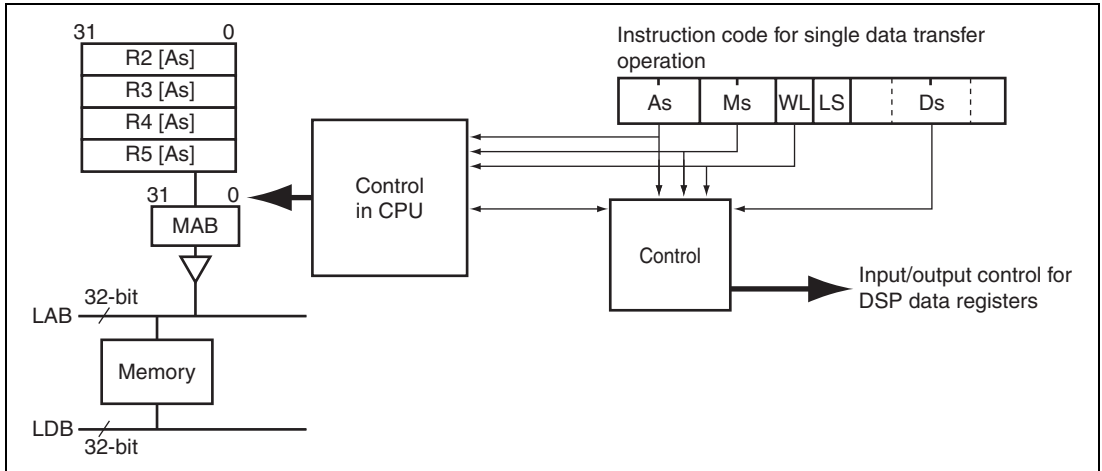 31 0
R2 [As]
R3 [As]
R4 [As]
R5 [As]
31 0
MAB
LAB 32-bit
Memory
LDB 32-bit
Control
in CPU
Instruction code for single data transfer
operation
As Ms WL LS Ds
Control
Input/output control for
DSP data registers